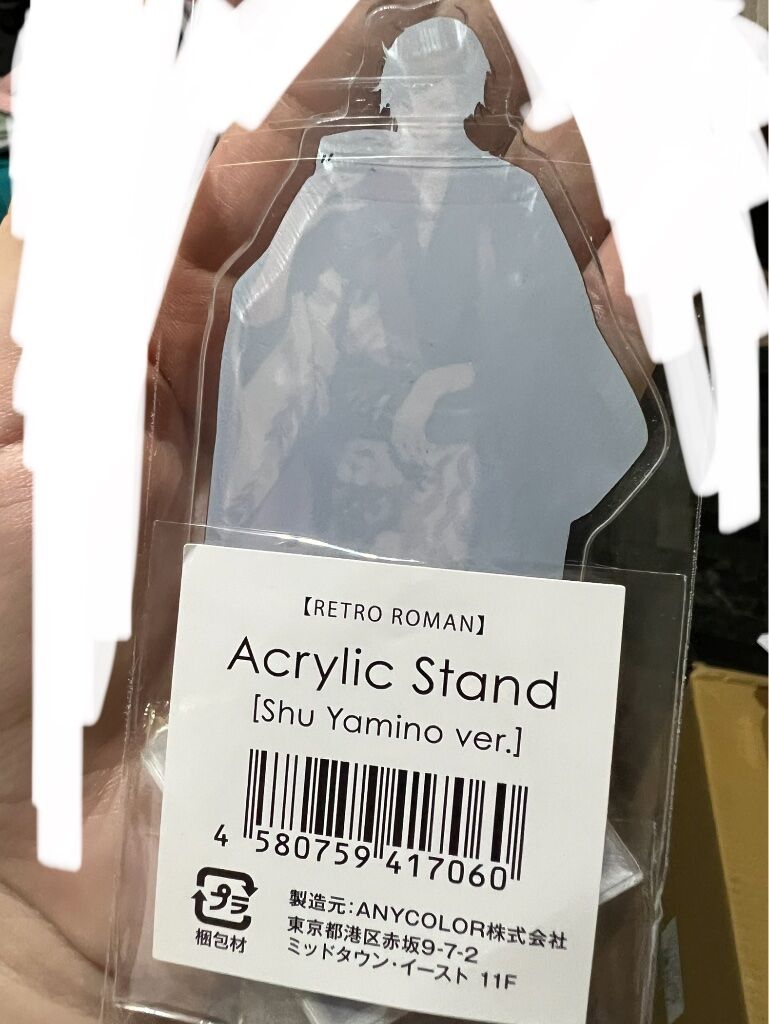 【RETRO ROMAN】
Acrylic Stand
[Shu Yamino ver.]
4 580759 417060
プラ
梱包材
製造元:ANYCOLOR株式会社
東京都港区赤坂9-7-2
ミッドタウン・イースト 11F